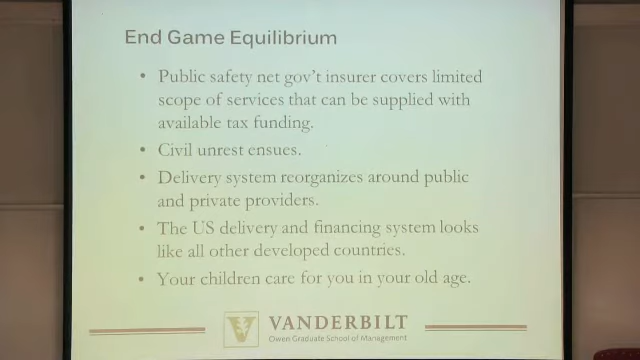 End Game Equilibrium
• Public safety net gov't insurer covers limited
scope of services that can be supplied with
available tax funding.
• Civil unrest ensues.
• Delivery system reorganizes around public
and private providers.
• The US delivery and financing system looks
like all other developed countries.
• Your children care for you in your old age.
V VANDERBILT
Owen Graduate School of Management